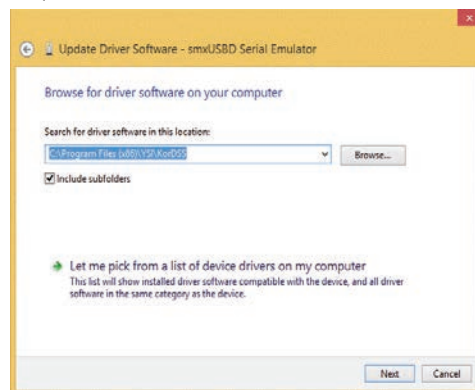 Update Driver Software - smxUSBD Serial Emulator
Browse for driver software on your computer
Search for driver software in this location:
C:\Program Files (x86)\YSI\KorDSS
Browse...
Include subfolders
Let me pick from a list of device drivers on my computer
This list will show installed driver software compatible with the device, and all driver
software in the same category as the device.
Next
Cancel